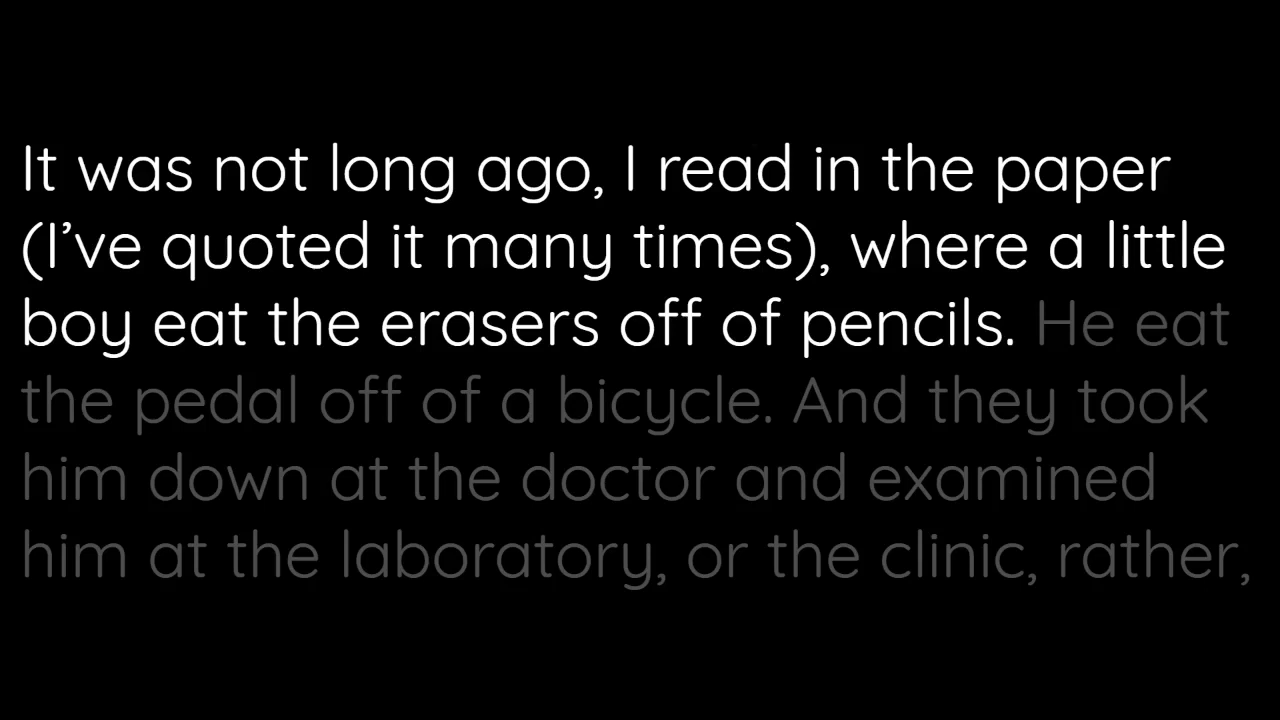 It was not long ago, I read in the paper
(I’ve quoted it many times), where a little
boy eat the erasers off of pencils. He eat
the pedal off of a bicycle. And they took
him down at the doctor and examined
him at the laboratory, or the clinic, rather,